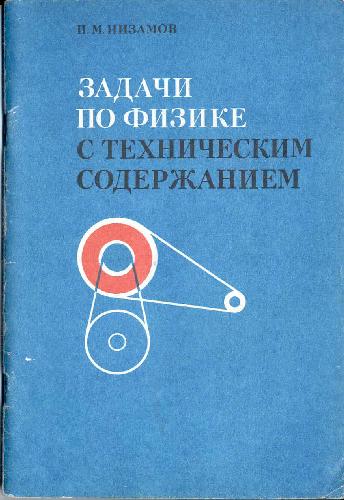 И. М. НИЗАМОВ
ЗАДАЧИ
ПО ФИЗИКЕ
С ТЕХНИЧЕСКИМ
СОДЕРЖАНИЕМ